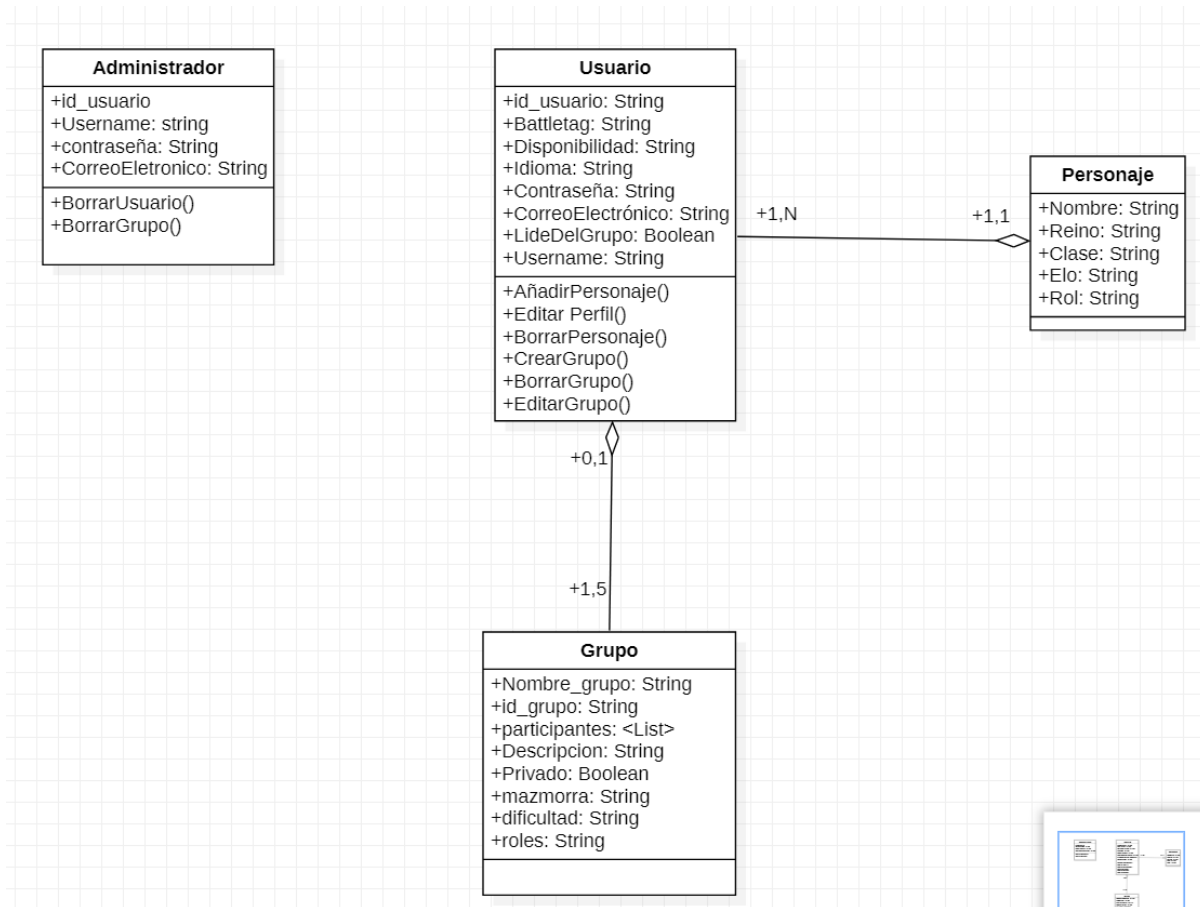 Administrador
+id_usuario
+Username: string
+contraseña: String
+CorreoEletronico: String
+BorrarUsuario()
+BorrarGrupo()
Usuario
+id_usuario: String
+Battletag: String
+Disponibilidad: String
+Idioma: String
+Contraseña: String
+CorreoElectrónico: String
+LideDelGrupo: Boolean
+Username: String
+AñadirPersonaje()
+Editar Perfil()
+BorrarPersonaje()
+CrearGrupo()
+BorrarGrupo()
+EditarGrupo()
+1,N
+1,1
Personaje
+Nombre: String
+Reino: String
+Clase: String
+Elo: String
+Rol: String
+0,1
+1,5
Grupo
+Nombre_grupo: String
+id_grupo: String
+participantes: <List>
+Descripcion: String
+Privado: Boolean
+mazmorra: String
+dificultad: String
+roles: String